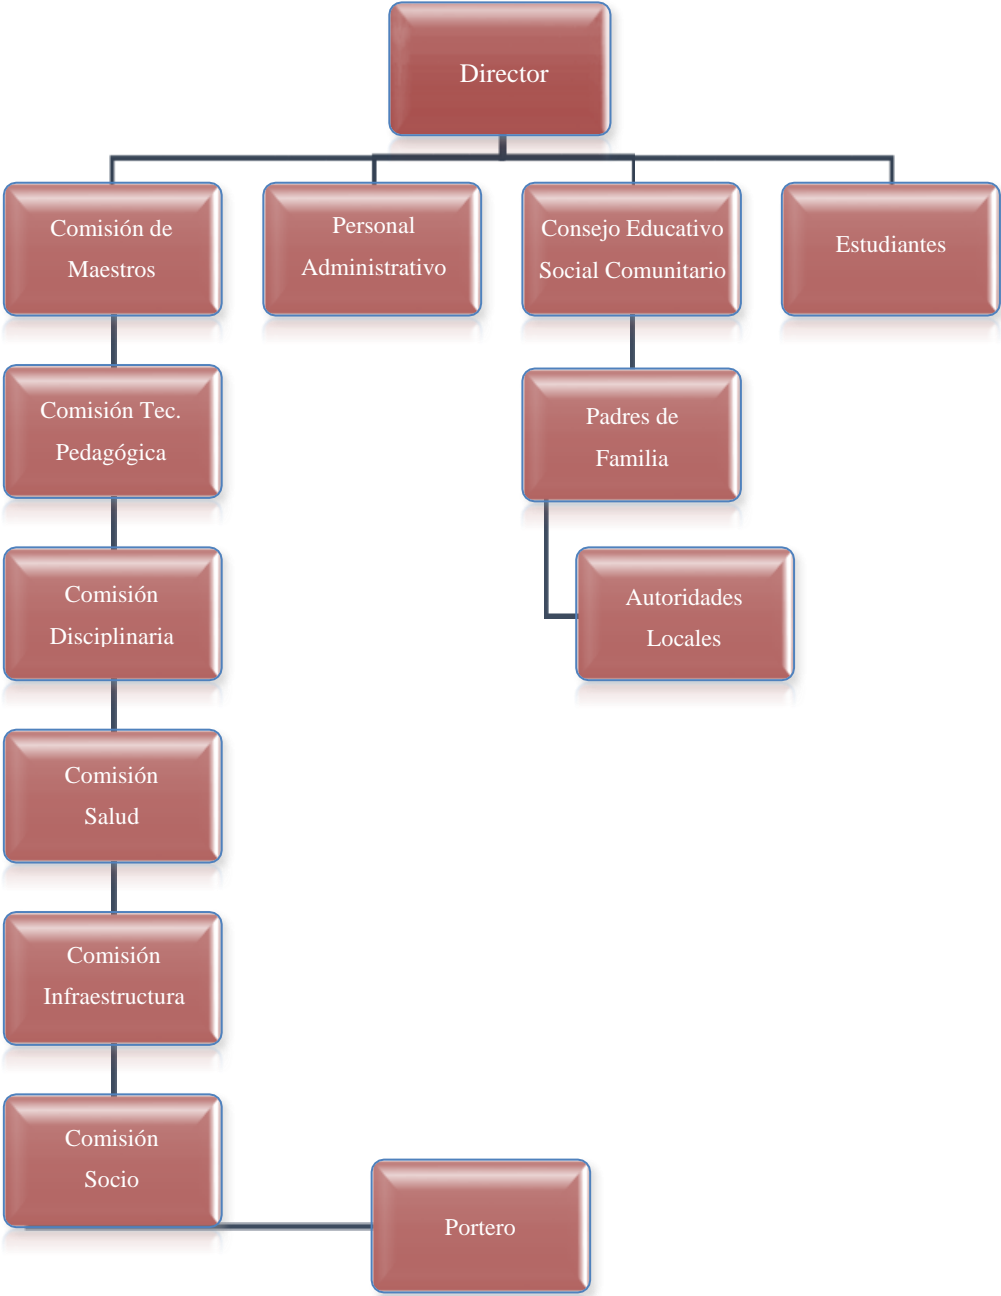 Director
Comisión de
Maestros
Personal
Administrativo
Consejo Educativo
Social Comunitario
Estudiantes
Comisión Tec.
Pedagógica
Padres de
Familia
Comisión
Disciplinaria
Autoridades
Locales
Comisión
Salud
Comisión
Infraestructura
Comisión
Socio
Portero